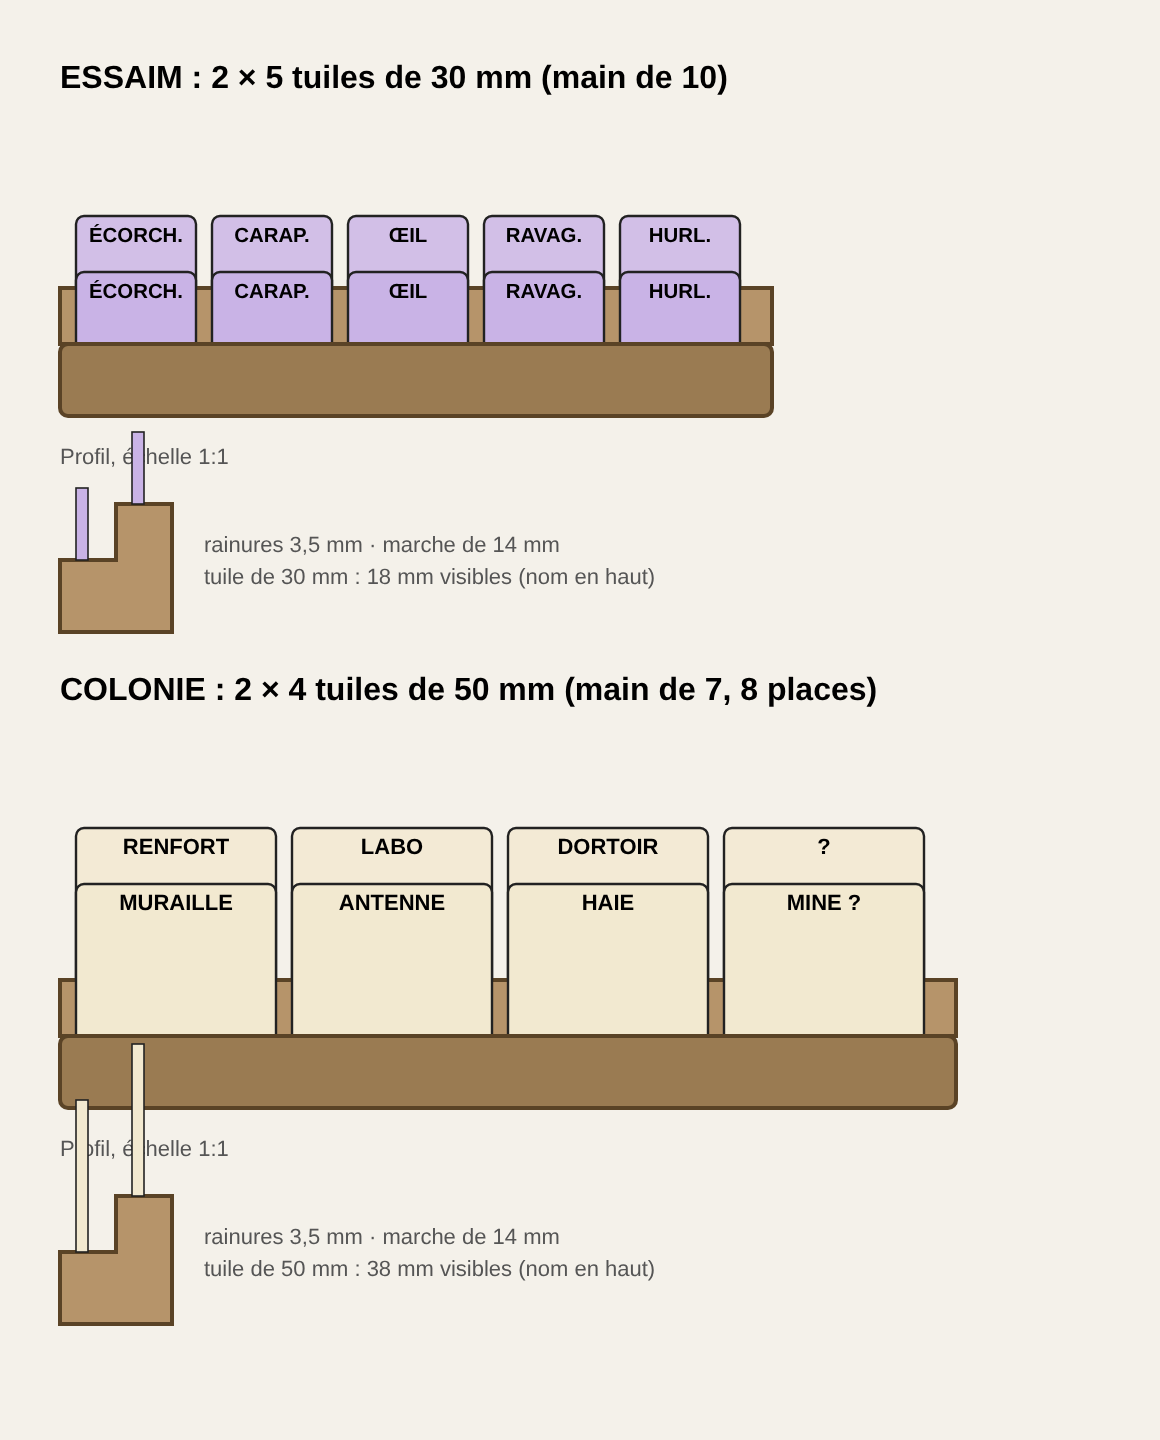 ESSAIM : 2 × 5 tuiles de 30 mm (main de 10)
ÉCORCH. CARAP. ŒIL RAVAG. HURL.
ÉCORCH. CARAP. ŒIL RAVAG. HURL.
Profil, échelle 1:1
rainures 3,5 mm · marche de 14 mm
tuile de 30 mm : 18 mm visibles (nom en haut)
COLONIE : 2 × 4 tuiles de 50 mm (main de 7, 8 places)
RENFORT LABO DORTOIR ?
MURAILLE ANTENNE HAIE MINE ?
Profil, échelle 1:1
rainures 3,5 mm · marche de 14 mm
tuile de 50 mm : 38 mm visibles (nom en haut)